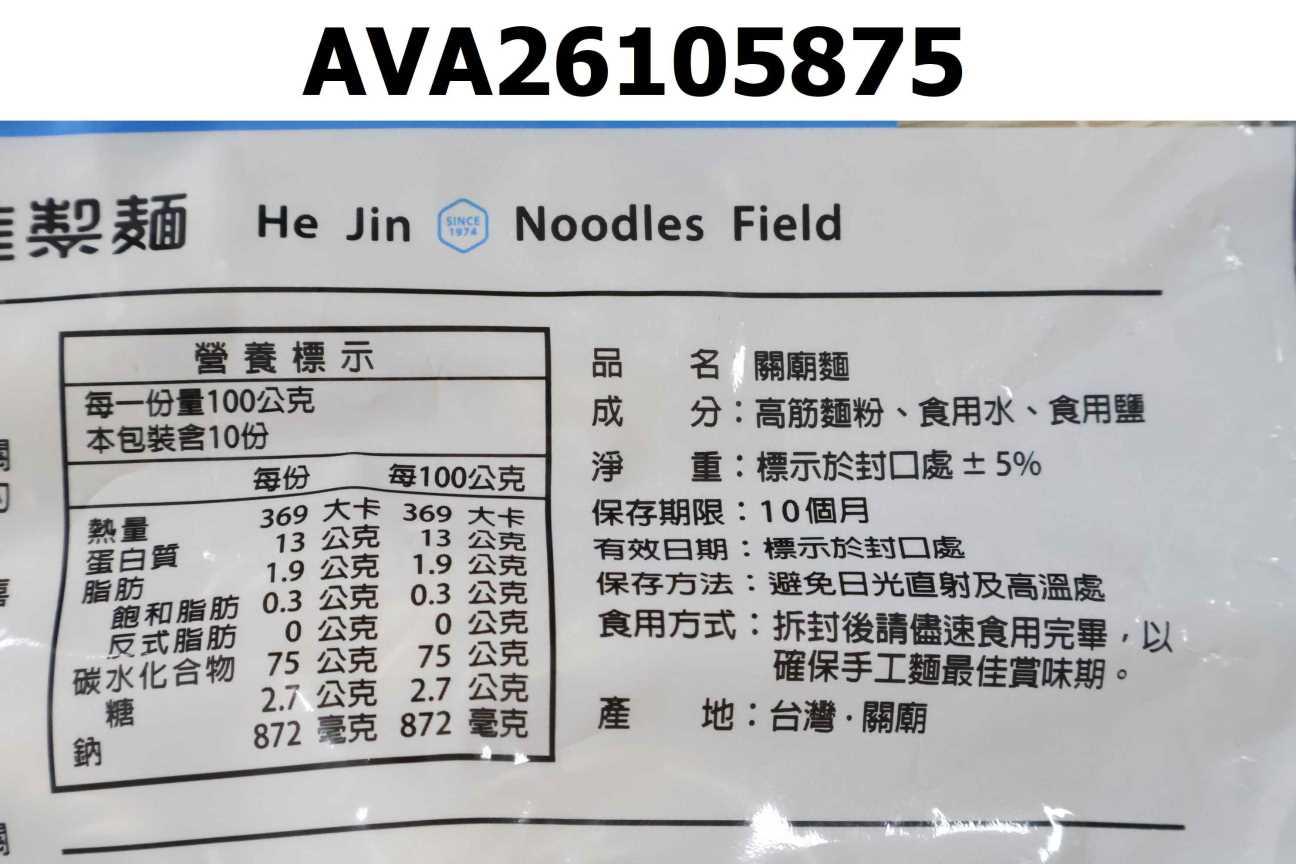 AVA26105875
製麵 He Jin SINCE 1974 Noodles Field
營養標示
每一份量100公克
本包裝含10份
每份 每100公克
熱量 369 大卡 369 大卡
蛋白質 13 公克 13 公克
脂肪 1.9 公克 1.9 公克
飽和脂肪 0.3 公克 0.3 公克
反式脂肪 0 公克 0 公克
碳水化合物 75 公克 75 公克
糖 2.7 公克 2.7 公克
鈉 872 毫克 872 毫克
品名 關廟麵
成分：高筋麵粉、食用水、食用鹽
淨重：標示於封口處±5%
保存期限：10個月
有效日期：標示於封口處
保存方法：避免日光直射及高溫處
食用方式：拆封後請儘速食用完畢，以
確保手工麵最佳賞味期。
產地：台灣·關廟